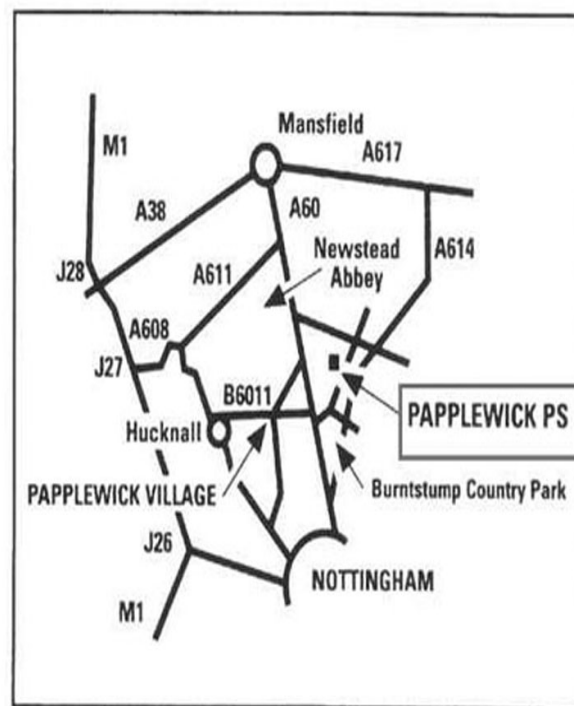 Mansfield
M1
A617
A38
A60
Newstead
Abbey
A614
J28
A611
A608
J27
B6011
PAPPLEWICK PS
Hucknall
PAPPLEWICK VILLAGE
Burntstump Country Park
J26
NOTTINGHAM
M1